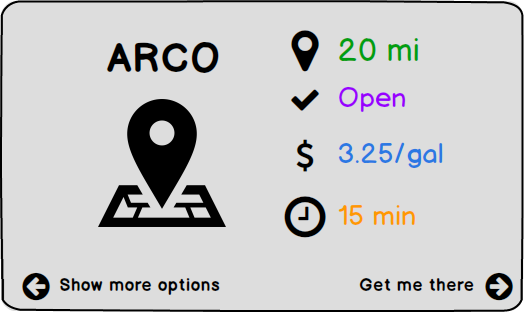 ARCO
20 mi
Open
$ 3.25/gal
15 min
Show more options
Get me there